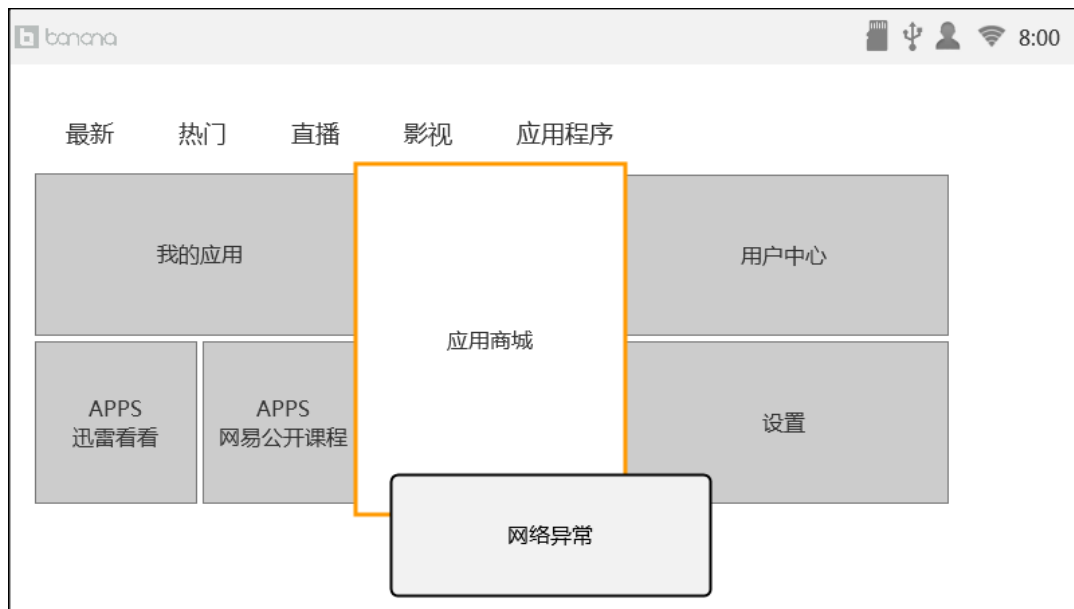 banana
8:00
最新 热门 直播 影视 应用程序
我的应用
应用商城
用户中心
APPS
迅雷看看
APPS
网易公开课程
设置
网络异常